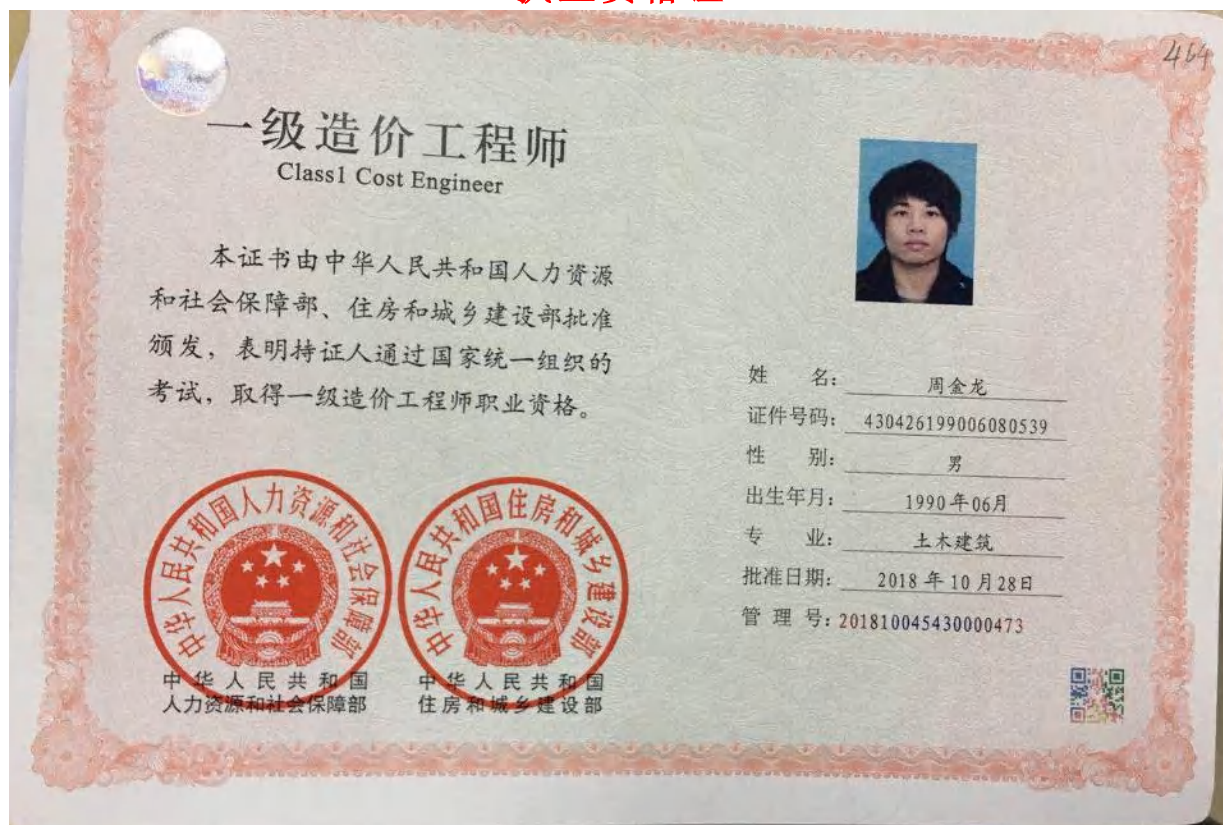 464
一级造价工程师
Class1 Cost Engineer
本证书由中华人民共和国人力资源
和社会保障部、住房和城乡建设部批准
颁发，表明持证人通过国家统一组织的
考试，取得一级造价工程师职业资格。
中华人民共和国人力资源和社会保障部
中华人民共和国住房和城乡建设部
中华人民共和国
人力资源和社会保障部
中华人民共和国
住房和城乡建设部
姓 名：周金龙
证件号码：430426199006080539
性 别：男
出生年月：1990年06月
专 业：土木建筑
批准日期：2018年10月28日
管 理 号：201810045430000473